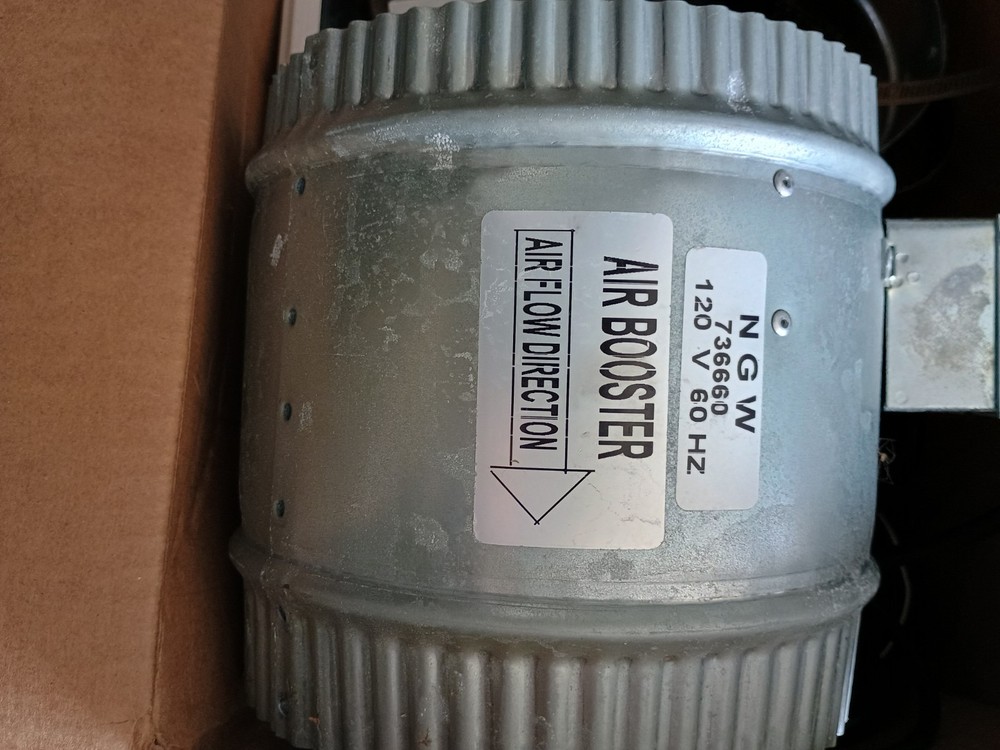 N G W
736660
120 V 60 HZ
AIR BOOSTER
AIR FLOW DIRECTION